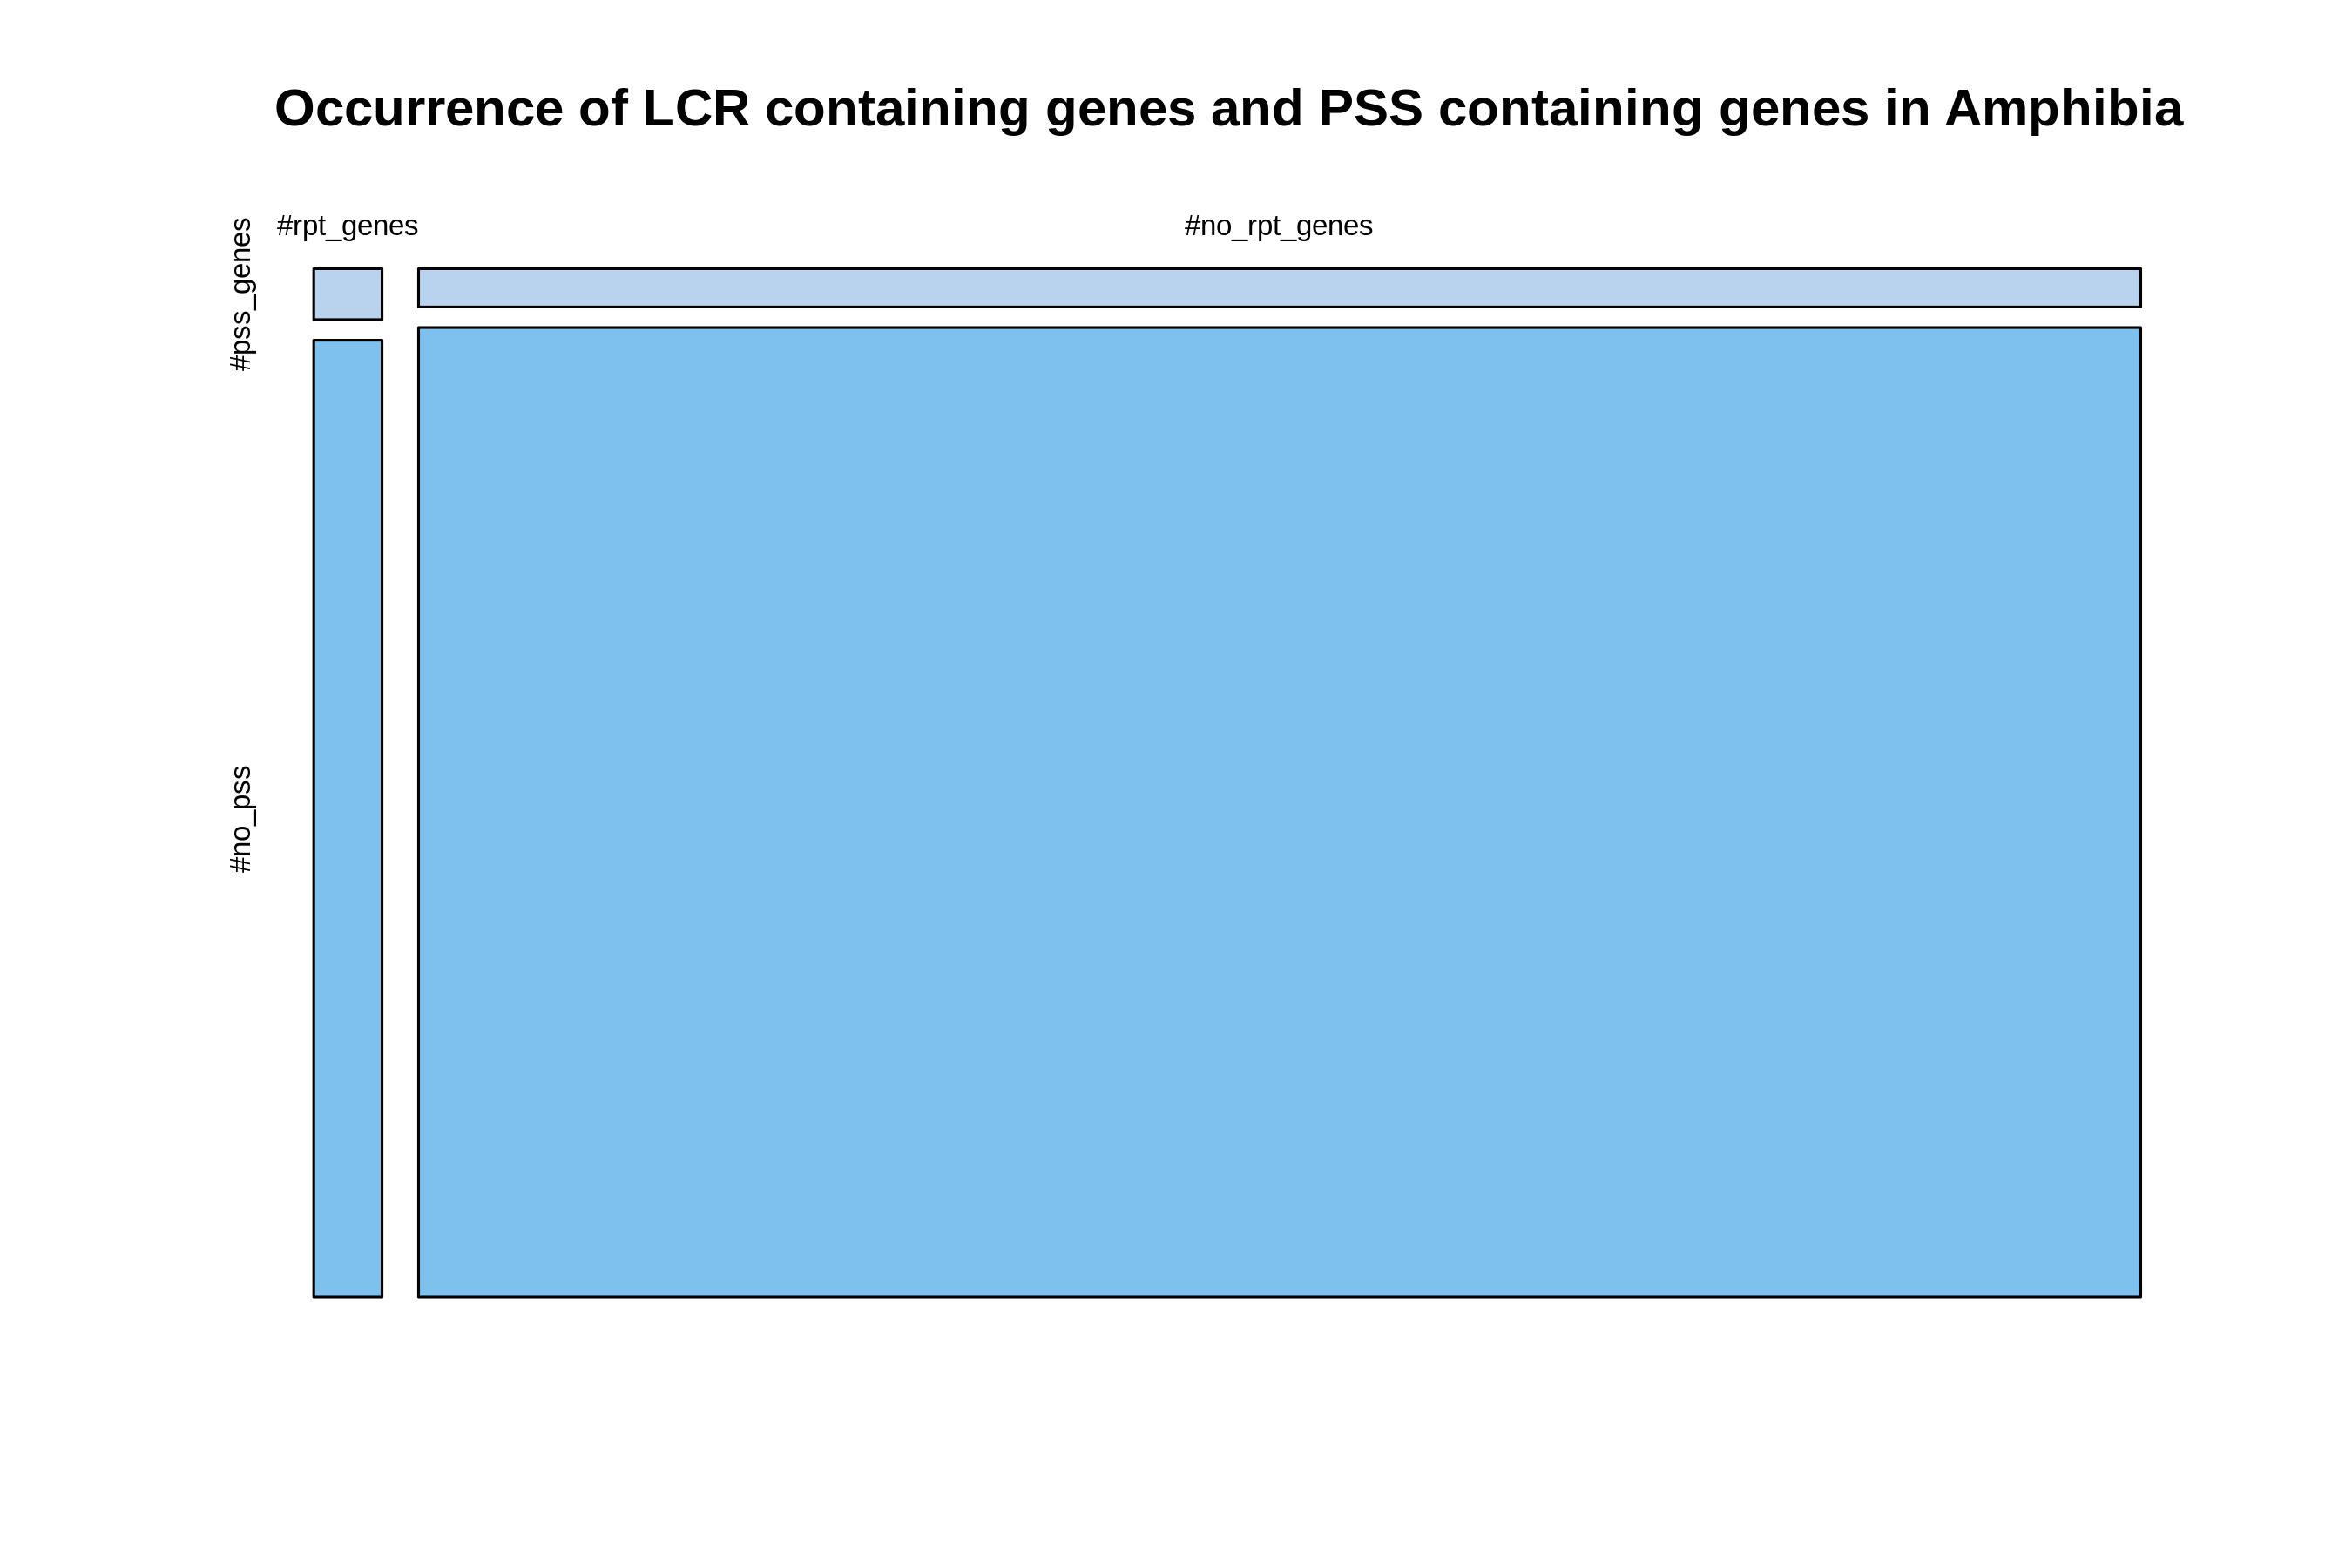 Occurrence of LCR containing genes and PSS containing genes in Amphibia
#rpt_genes
#no_rpt_genes
#pss_genes
#no_pss